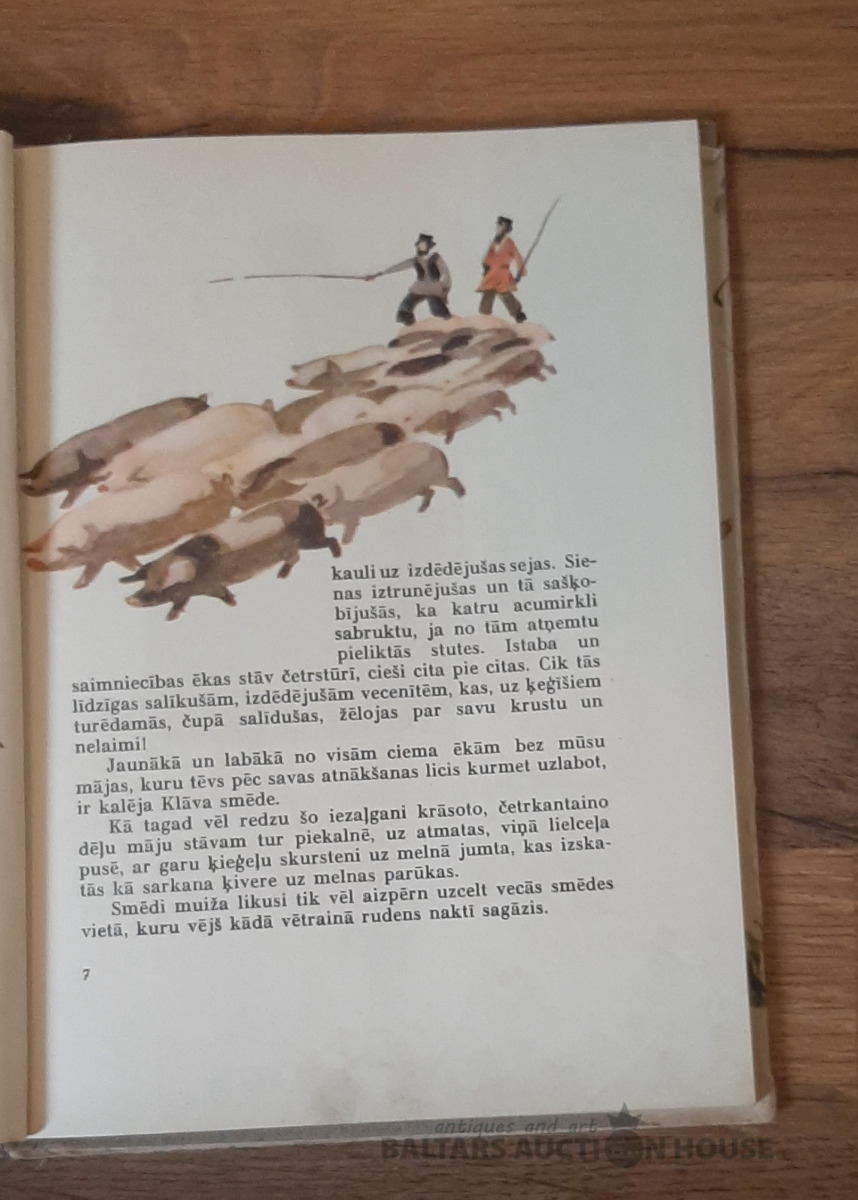 kauli uz izdēdējušas sejas. Sie-
nas iztrunējušas un tā sašķo-
bījušās, ka katru acumirkli
sabruktu, ja no tām atņemtu
pieliktās stutes. Istaba un
saimniecības ēkas stāv četrstūrī, cieši cita pie citas. Cik tās
līdzīgas salīkušām, izdēdējušām vecenītēm, kas, uz ķeģīšiem
turēdamās, čupā salīdušas, žēlojas par savu krustu un
nelaimi!
Jaunākā un labākā no visām ciema ēkām bez mūsu
mājas, kuru tēvs pēc savas atnākšanas licis kurmet uzlabot,
ir kalēja Klāva smēde.
Kā tagad vēl redzu šo iezaļgani krāsoto, četrkantaino
dēļu māju stāvam tur piekalnē, uz atmatas, viņā lielceļa
pusē, ar garu ķieģeļu skursteni uz melnā jumta, kas izska-
tās kā sarkana ķivere uz melnas parūkas.
Smēdi muiža likusi tik vēl aizpērn uzcelt vecās smēdes
vietā, kuru vējš kādā vētrainā rudens naktī sagāzis.
7
antiques and art
BALTARS AUCTION HOUSE